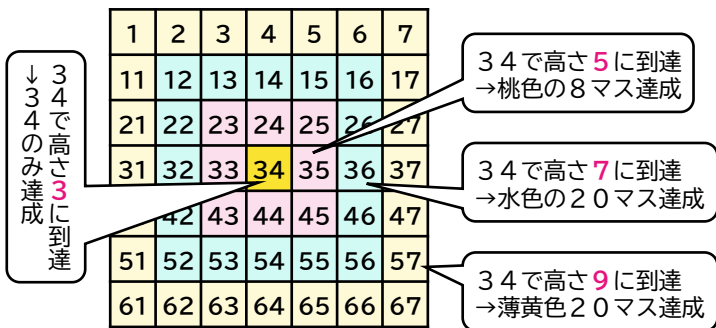 1 2 3 4 5 6 7
11 12 13 14 15 16 17
21 22 23 24 25 26 27
31 32 33 34 35 36 37
42 43 44 45 46 47
51 52 53 54 55 56 57
61 62 63 64 65 66 67
３４で高さ3に到達
↓３４のみ達成
３４で高さ5に到達
→桃色の８マス達成
３４で高さ7に到達
→水色の２０マス達成
３４で高さ9に到達
→薄黄色２０マス達成